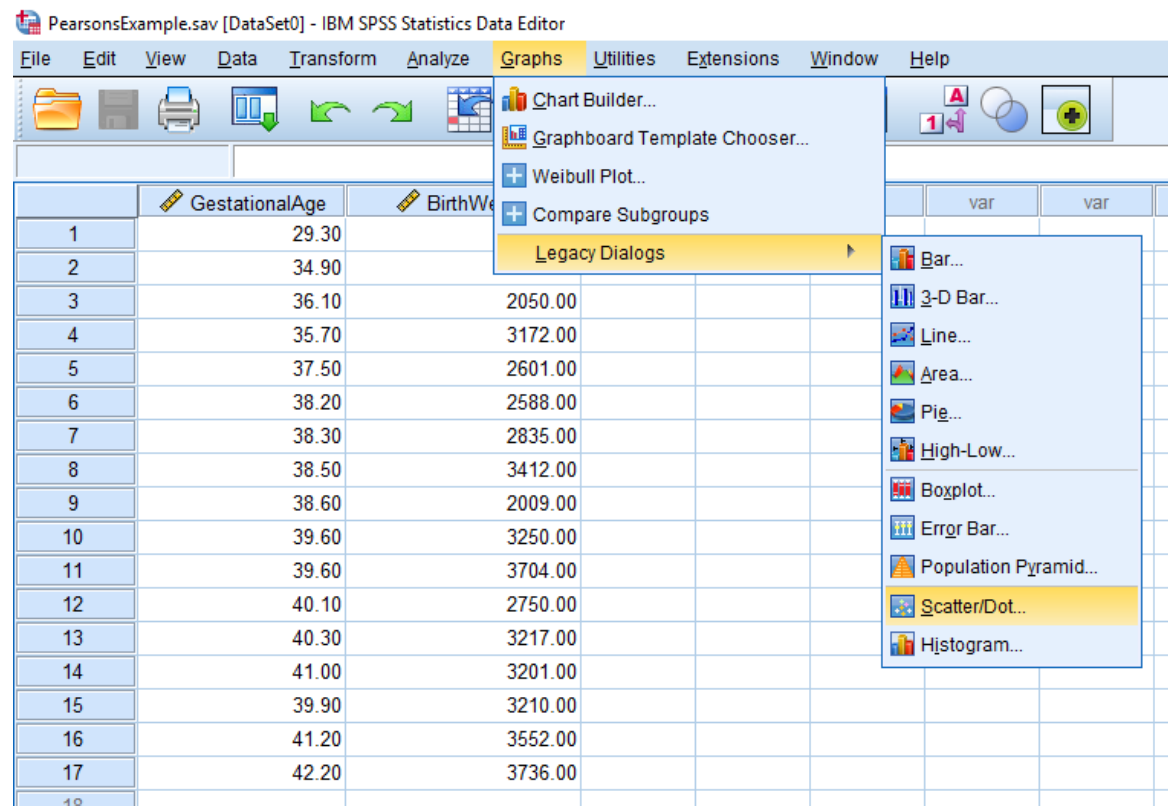 PearsonsExample.sav [DataSet0] - IBM SPSS Statistics Data Editor
File Edit View Data Transform Analyze Graphs Utilities Extensions Window Help
Chart Builder...
Graphboard Template Chooser...
Weibull Plot...
Compare Subgroups
Legacy Dialogs
Bar...
3-D Bar...
Line...
Area...
Pie...
High-Low...
Boxplot...
Error Bar...
Population Pyramid...
Scatter/Dot...
Histogram...
A
1
GestationalAge BirthWe var var
1 29.30
2 34.90
3 36.10 2050.00
4 35.70 3172.00
5 37.50 2601.00
6 38.20 2588.00
7 38.30 2835.00
8 38.50 3412.00
9 38.60 2009.00
10 39.60 3250.00
11 39.60 3704.00
12 40.10 2750.00
13 40.30 3217.00
14 41.00 3201.00
15 39.90 3210.00
16 41.20 3552.00
17 42.20 3736.00
18